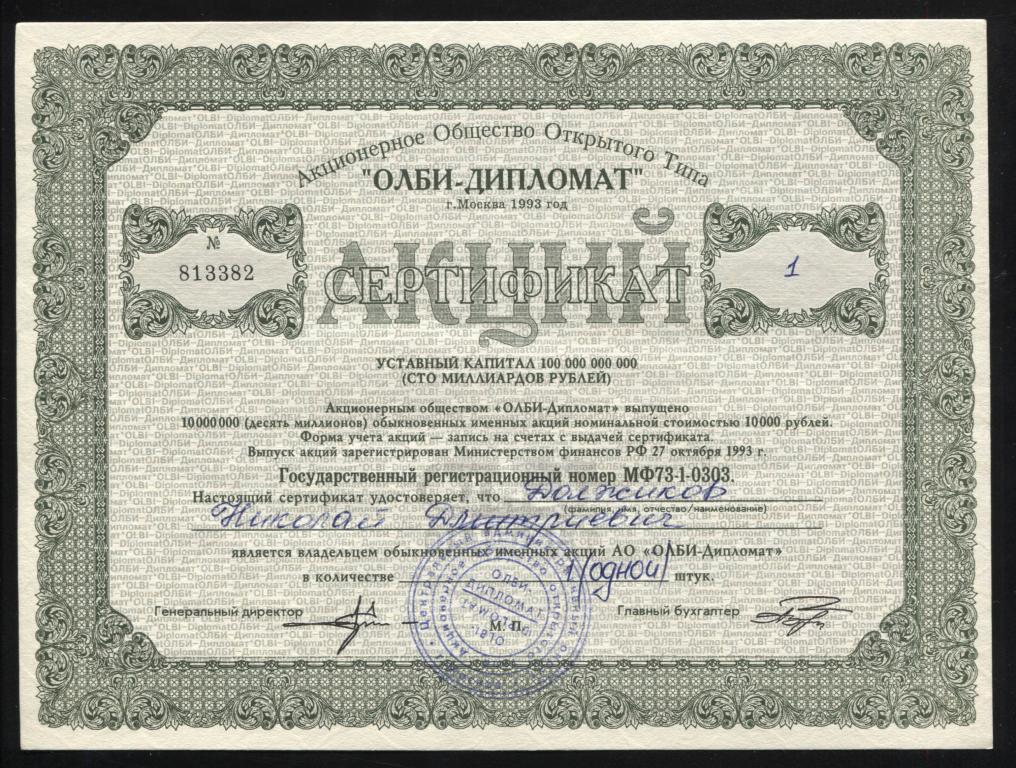 Акционерное Общество Открытого Типа
"ОЛБИ-ДИПЛОМАТ"
г.Москва 1993 год
№
813382
СЕРТИФИКАТ
АКЦИЙ
1
УСТАВНЫЙ КАПИТАЛ 100 000 000 000
(СТО МИЛЛИАРДОВ РУБЛЕЙ)
Акционерным обществом «ОЛБИ-Дипломат» выпущено
10000000 (десять миллионов) обыкновенных именных акций номинальной стоимостью 10000 рублей.
Форма учета акций — запись на счетах с выдачей сертификата.
Выпуск акций зарегистрирован Министерством финансов РФ 27 октября 1993 г.
Государственный регистрационный номер МФ73-1-0303.
Настоящий сертификат удостоверяет, что Должиков
(фамилия, имя, отчество/наименование)
Николай Дмитриевич
является владельцем обыкновенных именных акций АО «ОЛБИ-Дипломат»
в количестве 1 (одной) штук.
ОЛБИ-
ДИПЛОМАТ
Генеральный директор
М. П.
Главный бухгалтер